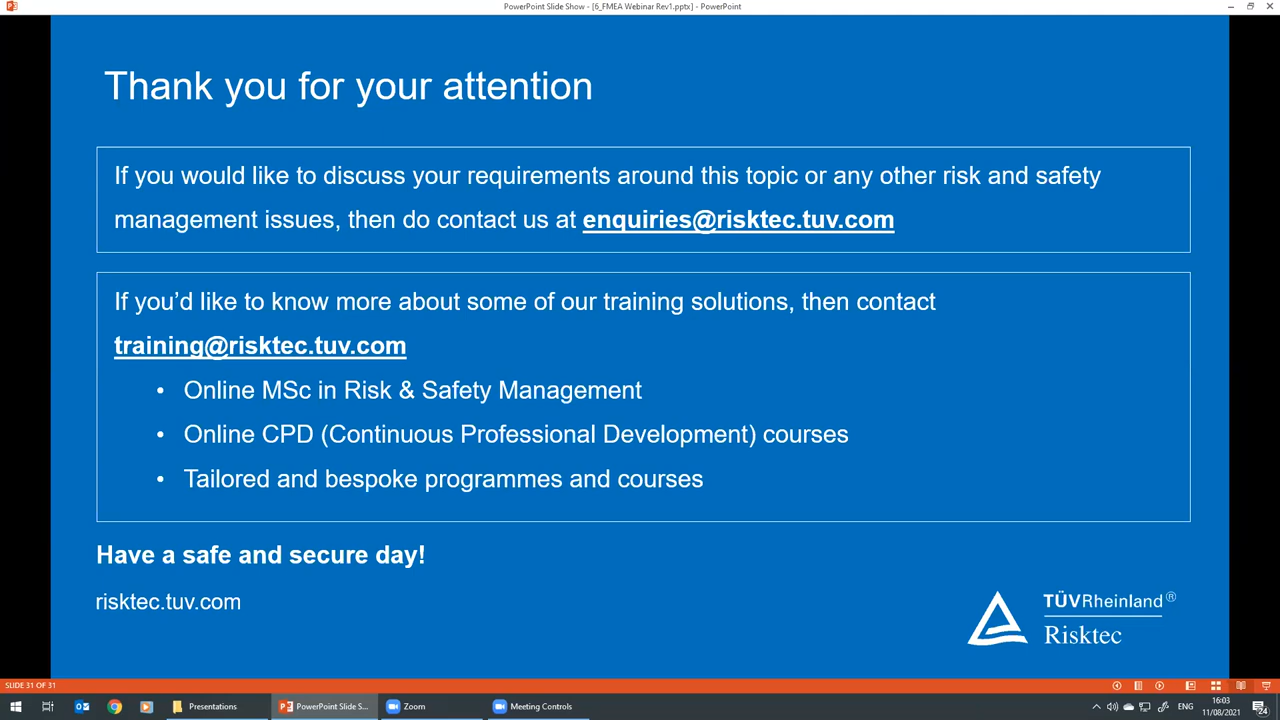 PowerPoint Slide Show - [6_FMEA Webinar Rev1.pptx] - PowerPoint
Thank you for your attention
If you would like to discuss your requirements around this topic or any other risk and safety
management issues, then do contact us at enquiries@risktec.tuv.com
If you’d like to know more about some of our training solutions, then contact
training@risktec.tuv.com
• Online MSc in Risk & Safety Management
• Online CPD (Continuous Professional Development) courses
• Tailored and bespoke programmes and courses
Have a safe and secure day!
risktec.tuv.com
TÜVRheinland®
Risktec
SLIDE 31 OF 31
Presentations
PowerPoint Slide S...
Zoom
Meeting Controls
ENG
16:03
11/08/2021
24